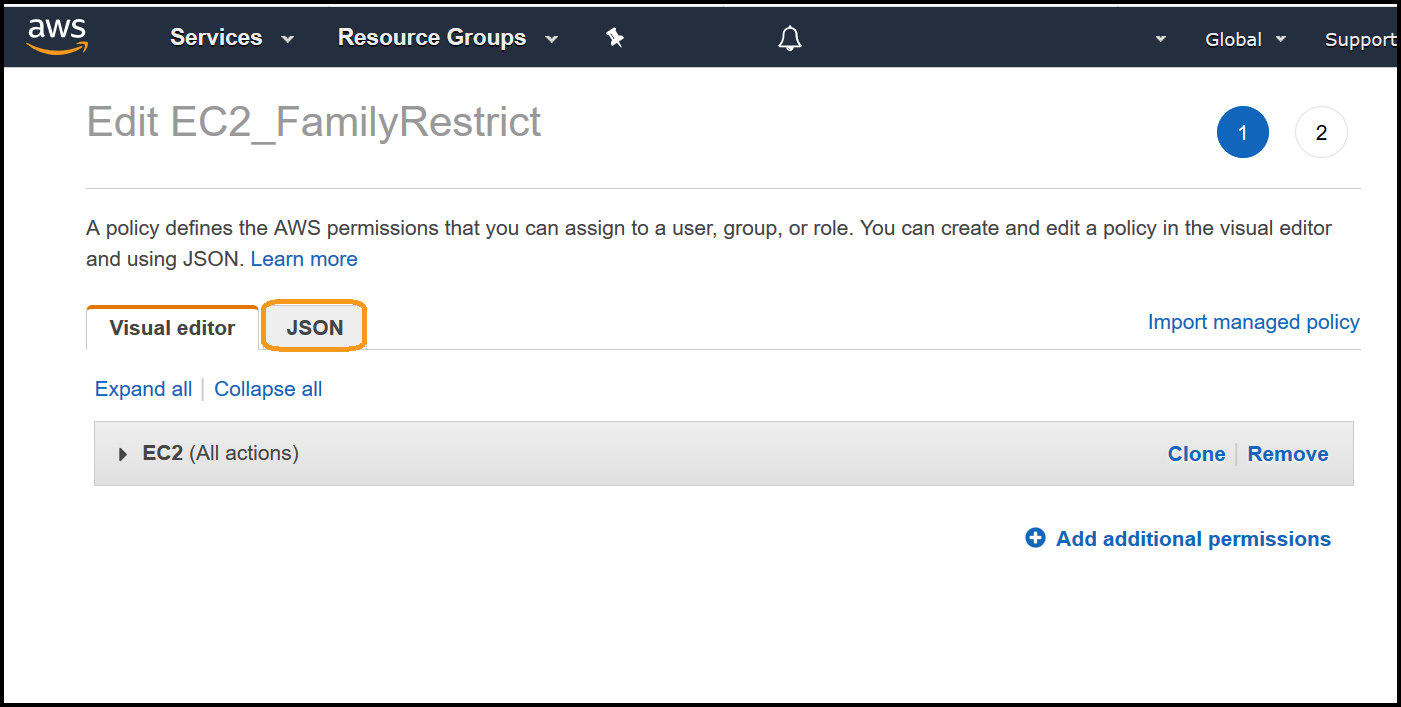 aws Services Resource Groups Global Support
Edit EC2_FamilyRestrict
1 2
A policy defines the AWS permissions that you can assign to a user, group, or role. You can create and edit a policy in the visual editor
and using JSON. Learn more
Visual editor JSON Import managed policy
Expand all Collapse all
EC2 (All actions) Clone Remove
Add additional permissions